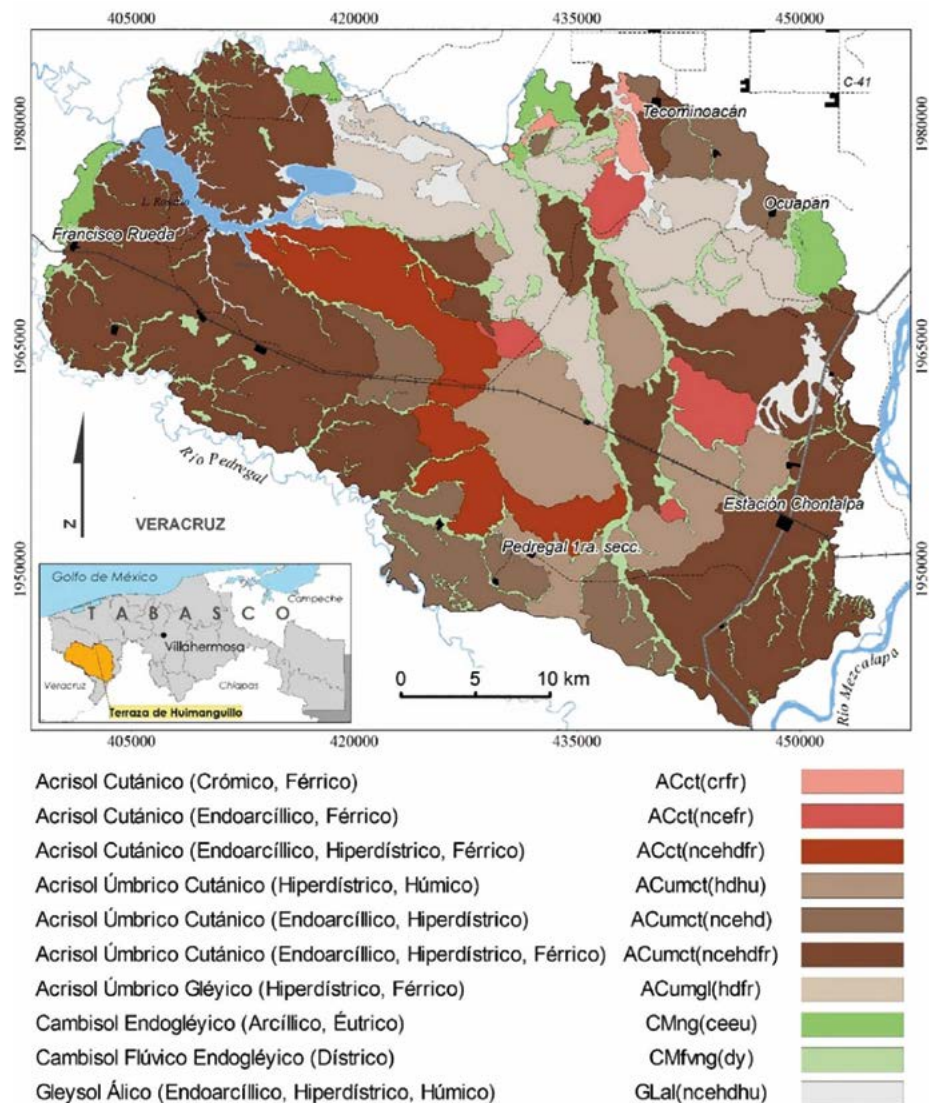 405000 420000 435000 450000
C-41
Tecominoacán
1980000 1980000
Ocuapan
L. Rosario
Francisco Rueda
1965000 1965000
Río Pedregal
N
VERACRUZ
Estación Chontalpa
Pedregal 1ra. secc.
1950000 1950000
Golfo de México
Campeche
TABASCO
Villahermosa
Veracruz
Chiapas
Terraza de Huimanguillo
0 5 10 km
Río Mezcalapa
405000 420000 435000 450000
Acrisol Cutánico (Crómico, Férrico) ACct(crfr)
Acrisol Cutánico (Endoarcíllico, Férrico) ACct(ncefr)
Acrisol Cutánico (Endoarcíllico, Hiperdístrico, Férrico) ACct(ncehdfr)
Acrisol Úmbrico Cutánico (Hiperdístrico, Húmico) ACumct(hdhu)
Acrisol Úmbrico Cutánico (Endoarcíllico, Hiperdístrico) ACumct(ncehd)
Acrisol Úmbrico Cutánico (Endoarcíllico, Hiperdístrico, Férrico) ACumct(ncehdfr)
Acrisol Úmbrico Gléyico (Hiperdístrico, Férrico) ACumgl(hdfr)
Cambisol Endogléyico (Arcíllico, Éutrico) CMng(ceeu)
Cambisol Flúvico Endogléyico (Dístrico) CMfvng(dy)
Gleysol Álico (Endoarcíllico, Hiperdístrico, Húmico) GLal(ncehdhu)